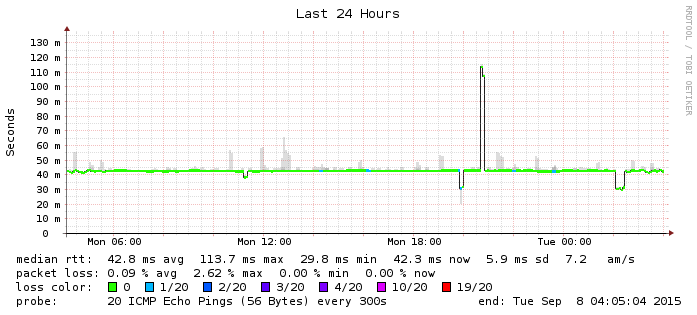 Last 24 Hours
RRDTOOL / TOBI OETIKER
Seconds
130 m
120 m
110 m
100 m
90 m
80 m
70 m
60 m
50 m
40 m
30 m
20 m
10 m
0
Mon 06:00 Mon 12:00 Mon 18:00 Tue 00:00
median rtt: 42.8 ms avg 113.7 ms max 29.8 ms min 42.3 ms now 5.9 ms sd 7.2 am/s
packet loss: 0.09 % avg 2.62 % max 0.00 % min 0.00 % now
loss color: 0 1/20 2/20 3/20 4/20 10/20 19/20
probe: 20 ICMP Echo Pings (56 Bytes) every 300s end: Tue Sep 8 04:05:04 2015